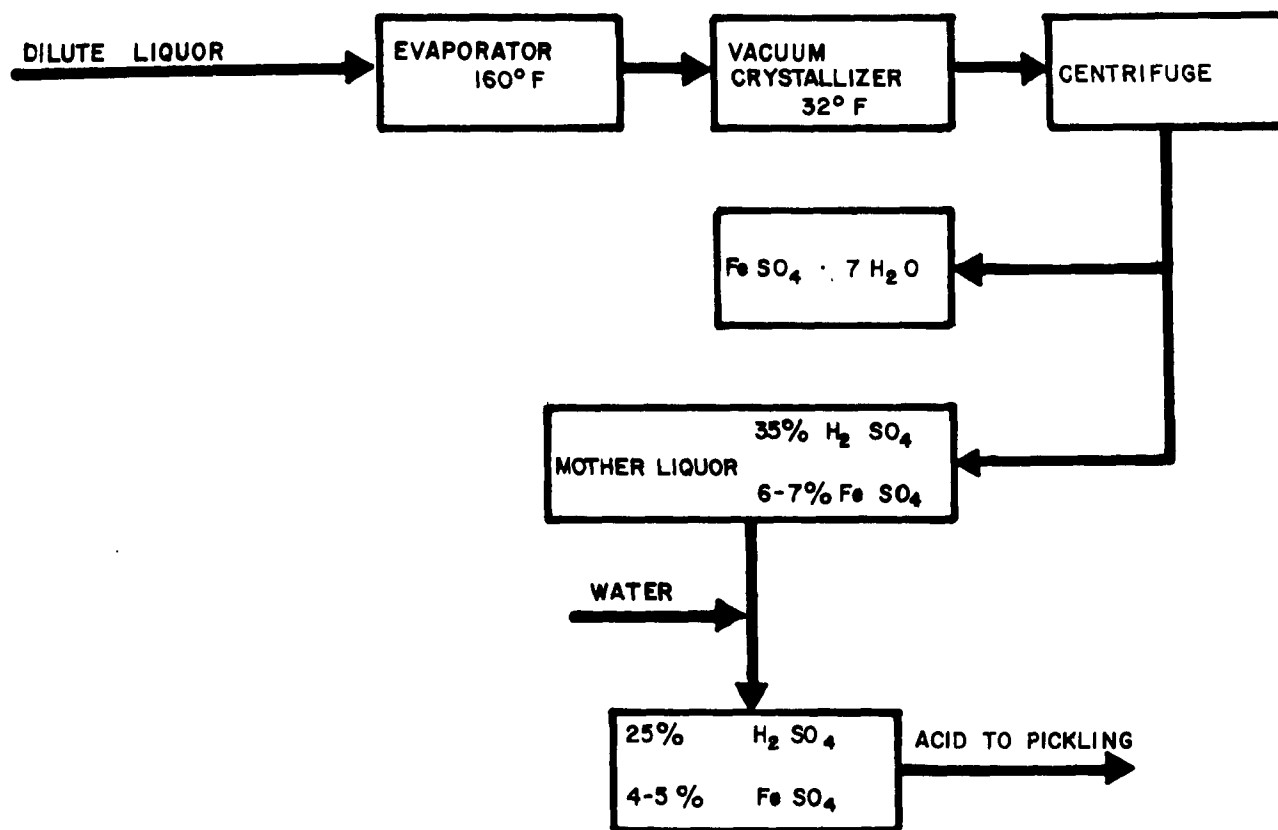 DILUTE LIQUOR
EVAPORATOR
160° F
VACUUM
CRYSTALLIZER
32° F
CENTRIFUGE
Fe SO₄ · 7 H₂ O
35% H₂ SO₄
MOTHER LIQUOR
6-7% Fe SO₄
WATER
25% H₂ SO₄
ACID TO PICKLING
4-5% Fe SO₄